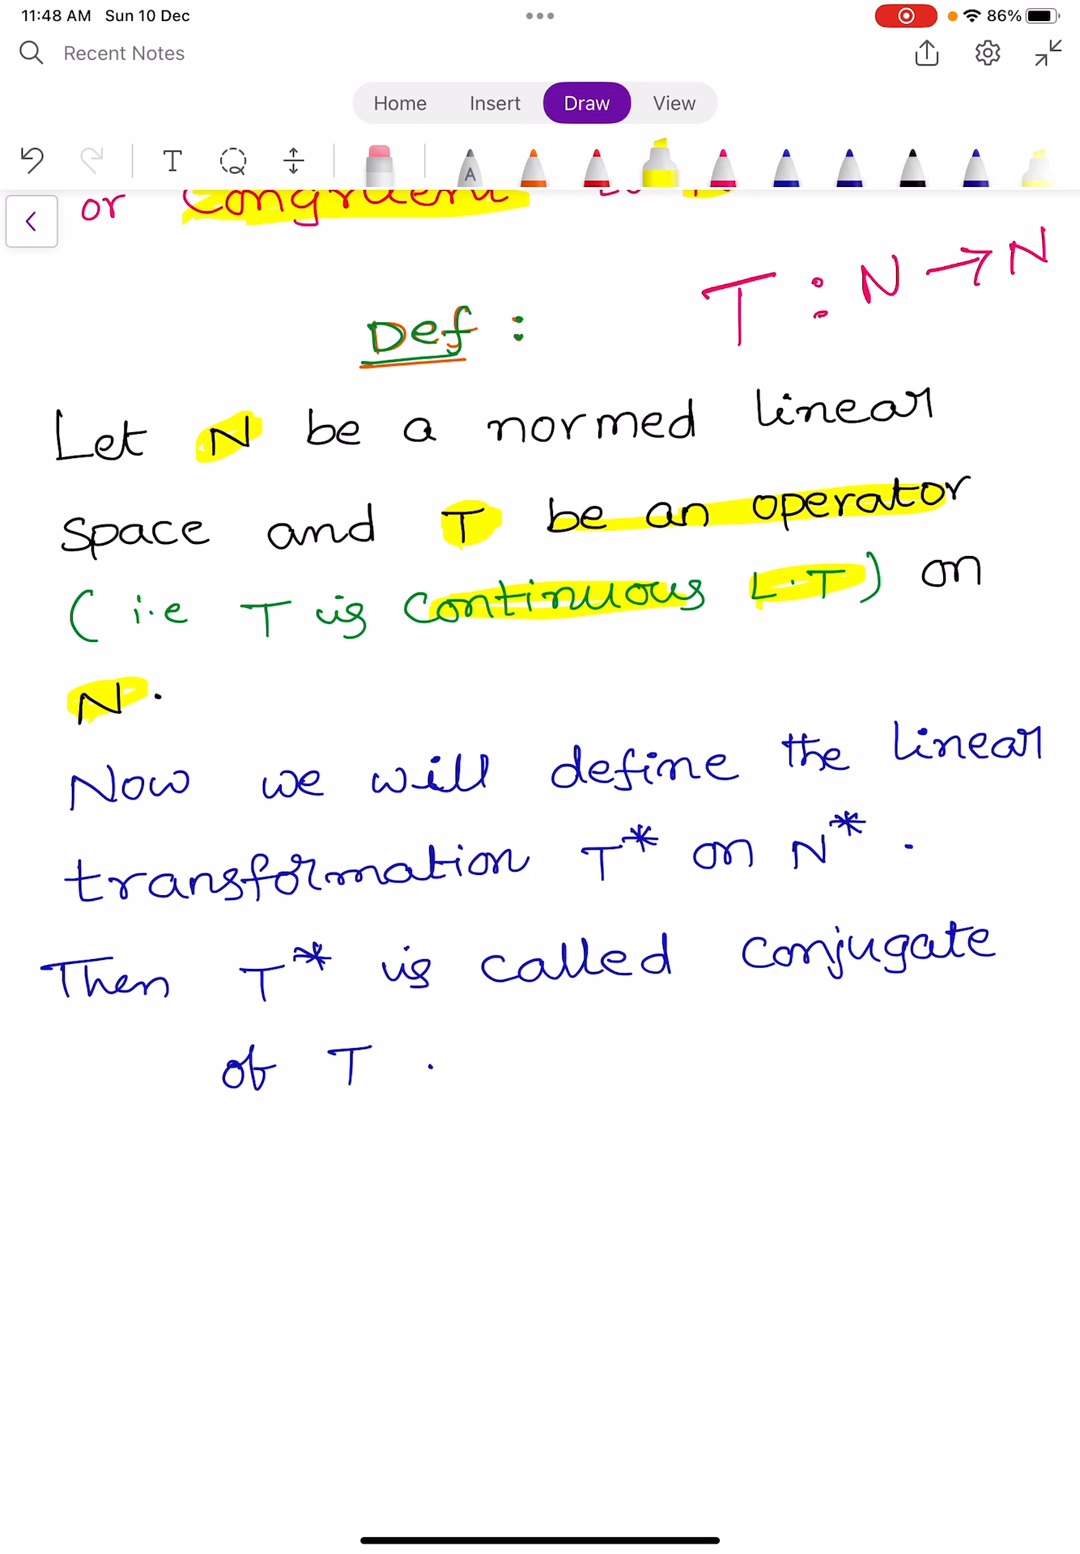 11:48 AM Sun 10 Dec
86%
Recent Notes
Home Insert Draw View
T
A
or Congruent
T : N → N
Def :
Let N be a normed linear
space and T be an operator
( i.e T is continuous L.T ) on
N .
Now we will define the linear
transformation T* on N* .
Then T* is called conjugate
of T .